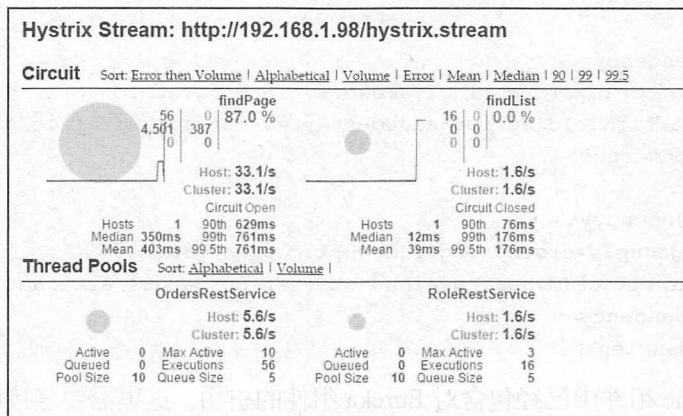 Hystrix Stream: http://192.168.1.98/hystrix.stream
Circuit Sort: Error then Volume | Alphabetical | Volume | Error | Mean | Median | 90 | 99 | 99.5
findPage
56 0 87.0 %
4,501 387
0 0
Host: 33.1/s
Cluster: 33.1/s
Circuit Open
Hosts 1 90th 629ms
Median 350ms 99th 761ms
Mean 403ms 99.5th 761ms
findList
16 0 0.0 %
0 0
0 0
Host: 1.6/s
Cluster: 1.6/s
Circuit Closed
Hosts 1 90th 76ms
Median 12ms 99th 176ms
Mean 39ms 99.5th 176ms
Thread Pools Sort: Alphabetical | Volume |
OrdersRestService
Host: 5.6/s
Cluster: 5.6/s
Active 0 Max Active 10
Queued 0 Executions 56
Pool Size 10 Queue Size 5
RoleRestService
Host: 1.6/s
Cluster: 1.6/s
Active 0 Max Active 3
Queued 0 Executions 16
Pool Size 10 Queue Size 5